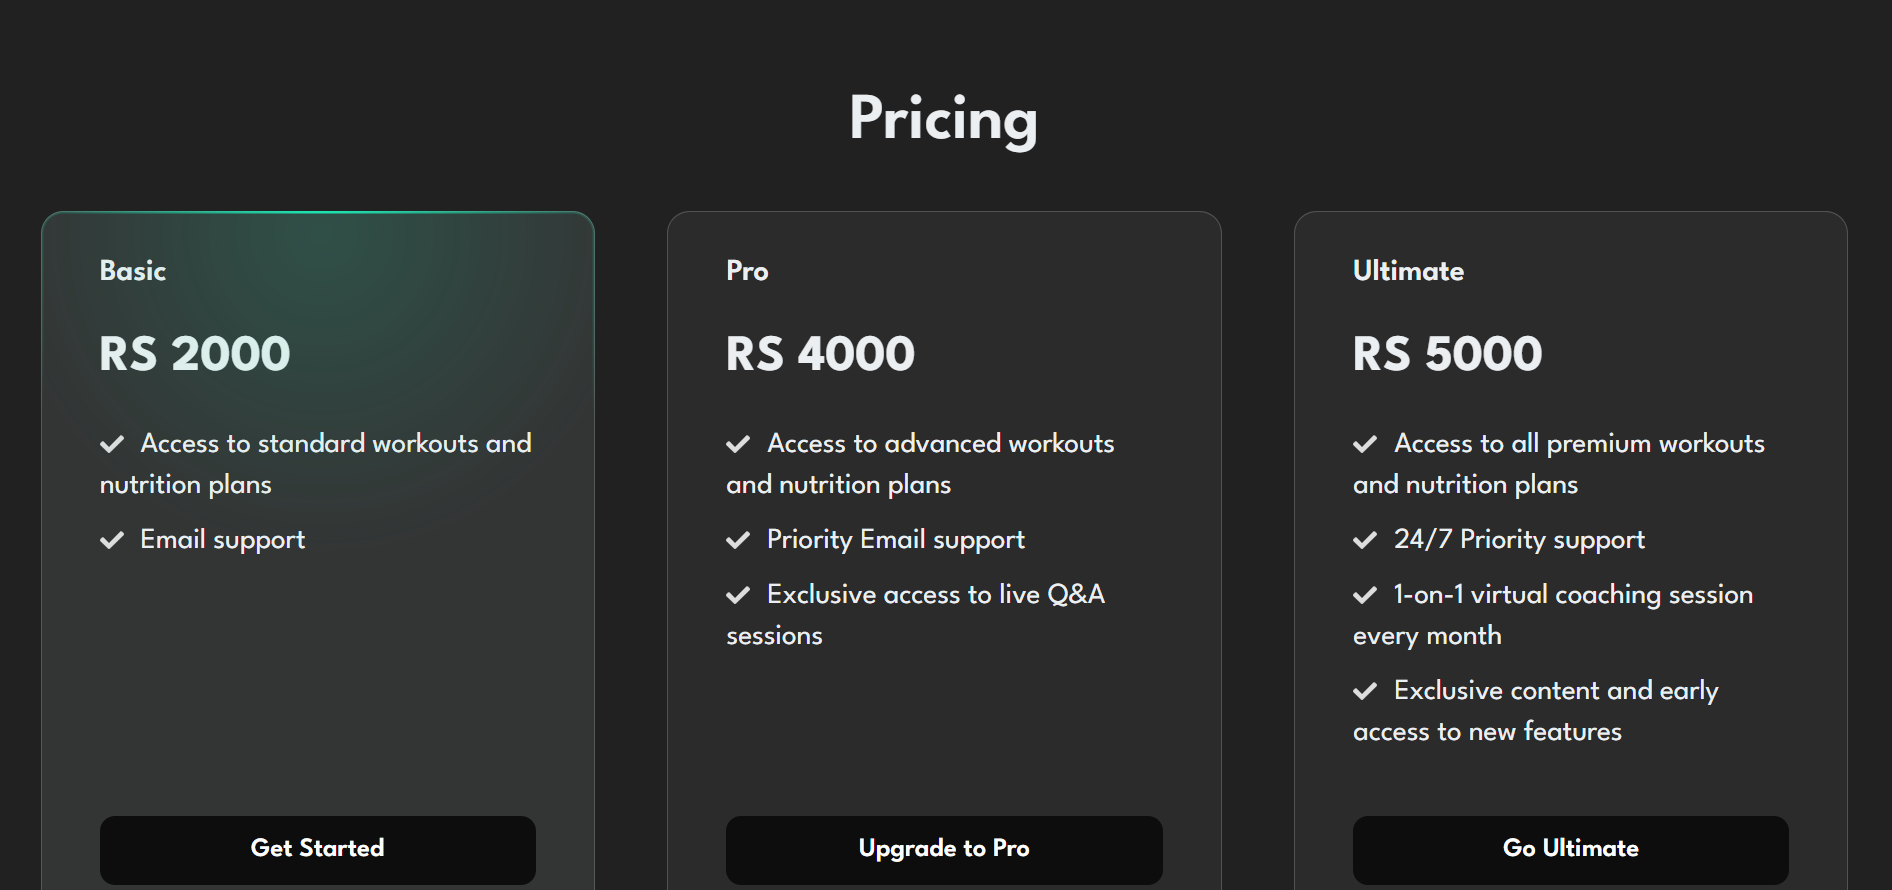 Pricing
Basic
RS 2000
Access to standard workouts and
nutrition plans
Email support
Get Started
Pro
RS 4000
Access to advanced workouts
and nutrition plans
Priority Email support
Exclusive access to live Q&A
sessions
Upgrade to Pro
Ultimate
RS 5000
Access to all premium workouts
and nutrition plans
24/7 Priority support
1-on-1 virtual coaching session
every month
Exclusive content and early
access to new features
Go Ultimate